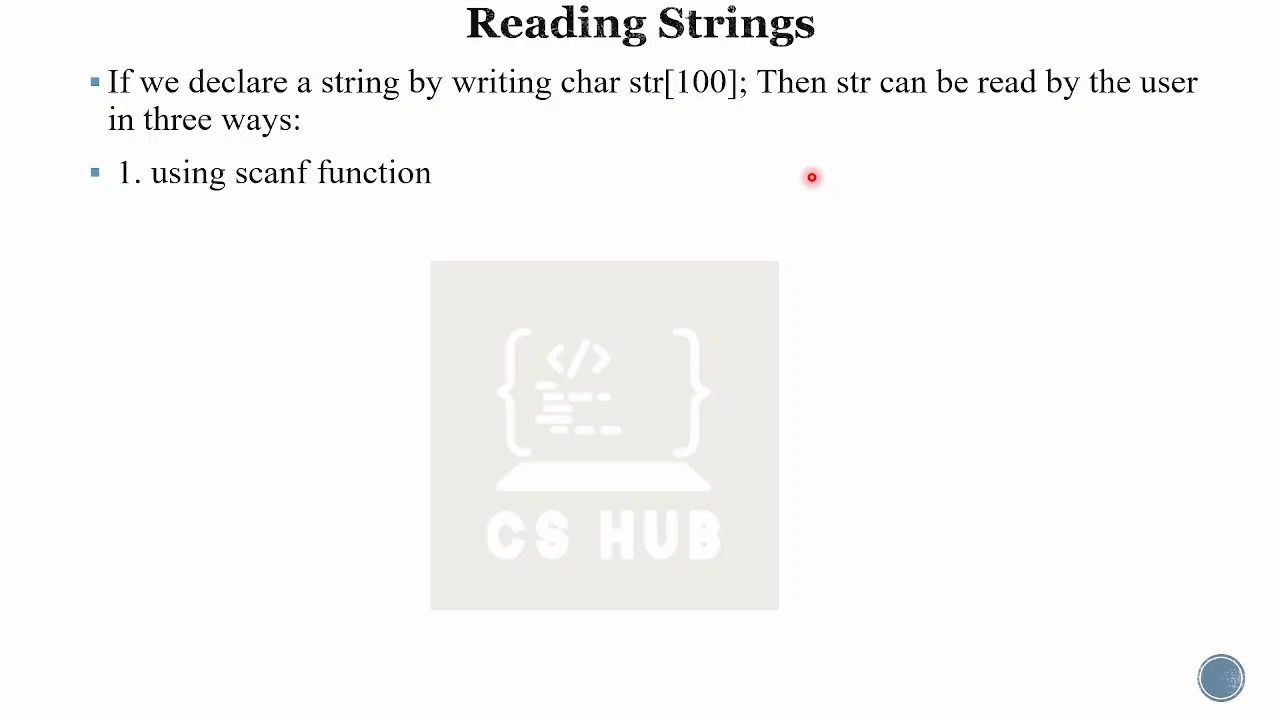 Reading Strings
If we declare a string by writing char str[100]; Then str can be read by the user
in three ways:
1. using scanf function
</>
CS HUB